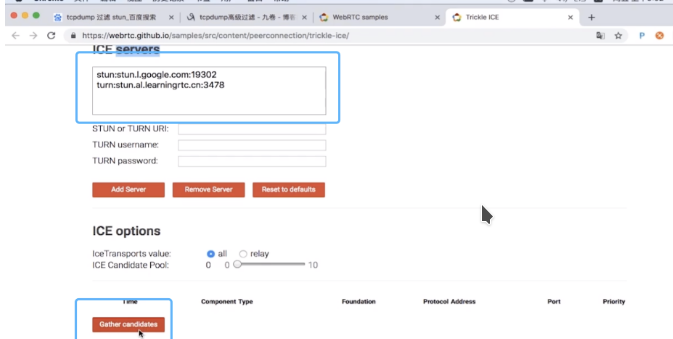 tcpdump 过滤 stun_百度搜索
tcpdump高级过滤 - 九卷 - 博
WebRTC samples
Trickle ICE
https://webrtc.github.io/samples/src/content/peerconnection/trickle-ice/
ICE servers
stun:stun.l.google.com:19302
turn:stun.al.learningrtc.cn:3478
STUN or TURN URI:
TURN username:
TURN password:
Add Server Remove Server Reset to defaults
ICE options
IceTransports value: all relay
ICE Candidate Pool: 0 0 10
Time Component Type Foundation Protocol Address Port Priority
Gather candidates